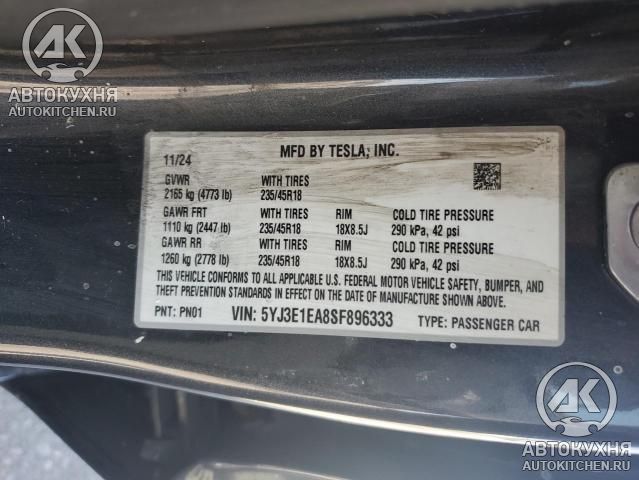 АК
АВТОКУХНЯ
AUTOKITCHEN.RU
11/24
MFD BY TESLA, INC.
GVWR WITH TIRES
2165 kg (4773 lb) 235/45R18
GAWR FRT WITH TIRES RIM COLD TIRE PRESSURE
1110 kg (2447 lb) 235/45R18 18X8.5J 290 kPa, 42 psi
GAWR RR WITH TIRES RIM COLD TIRE PRESSURE
1260 kg (2778 lb) 235/45R18 18X8.5J 290 kPa, 42 psi
THIS VEHICLE CONFORMS TO ALL APPLICABLE U.S. FEDERAL MOTOR VEHICLE SAFETY, BUMPER, AND
THEFT PREVENTION STANDARDS IN EFFECT ON THE DATE OF MANUFACTURE SHOWN ABOVE.
PNT: PN01 VIN: 5YJ3E1EA8SF896333 TYPE: PASSENGER CAR
АК
АВТОКУХНЯ
AUTOKITCHEN.RU